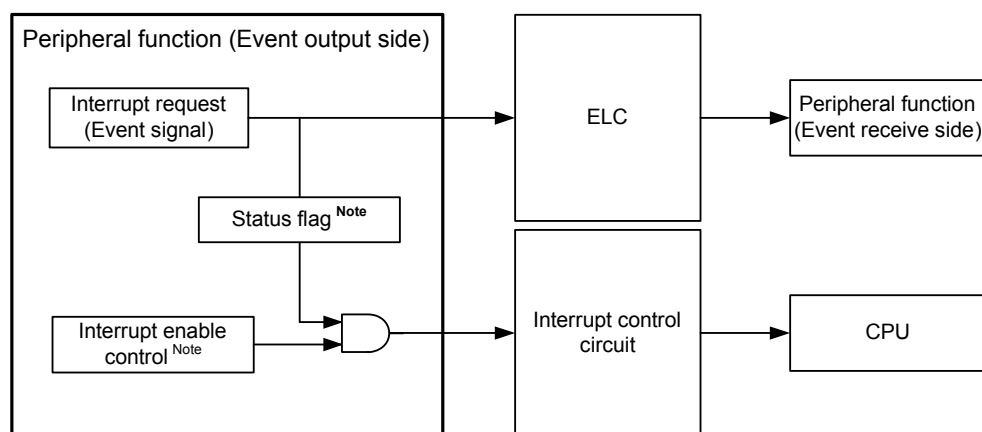 Peripheral function (Event output side)
Interrupt request
(Event signal)
ELC
Peripheral function
(Event receive side)
Status flag Note
Interrupt enable
control Note
Interrupt control
circuit
CPU